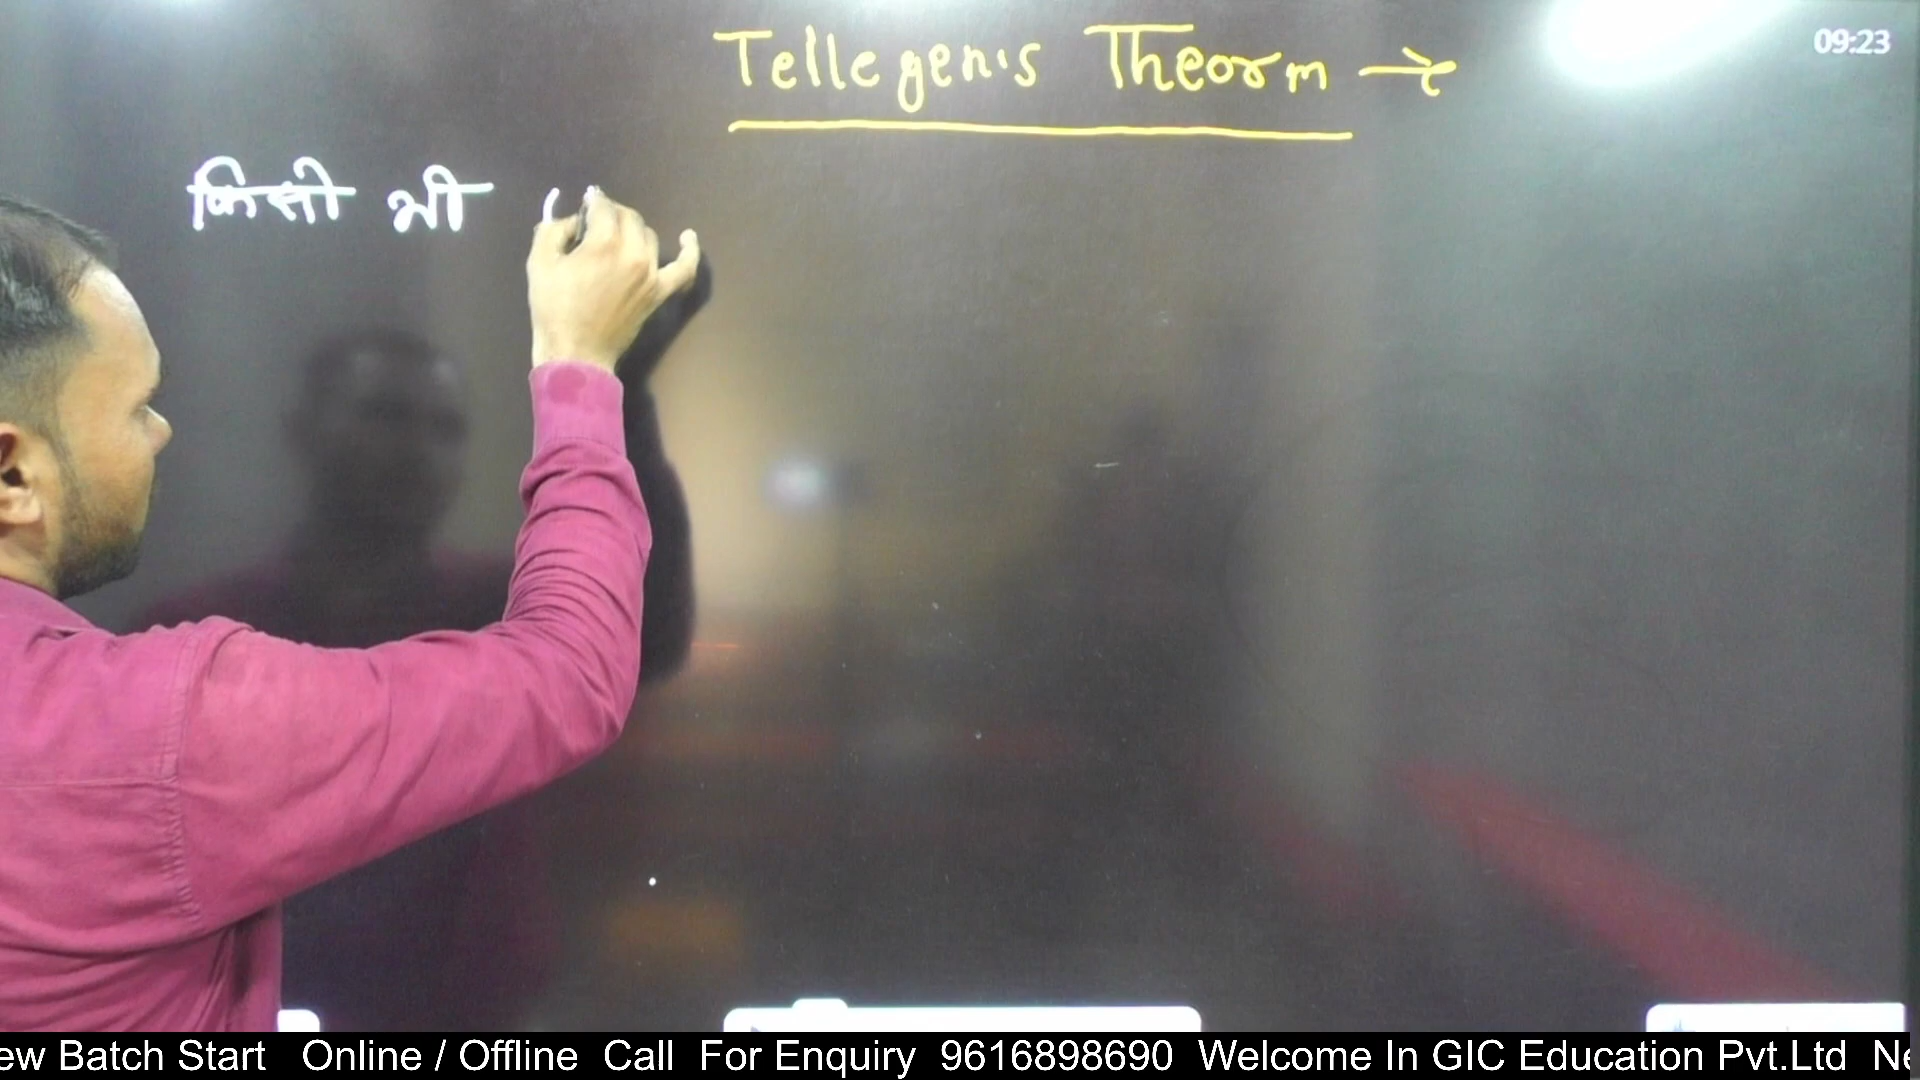 Tellegen's Theorm →
09:23
किसी भी
ew Batch Start Online / Offline Call For Enquiry 9616898690 Welcome In GIC Education Pvt.Ltd Ne